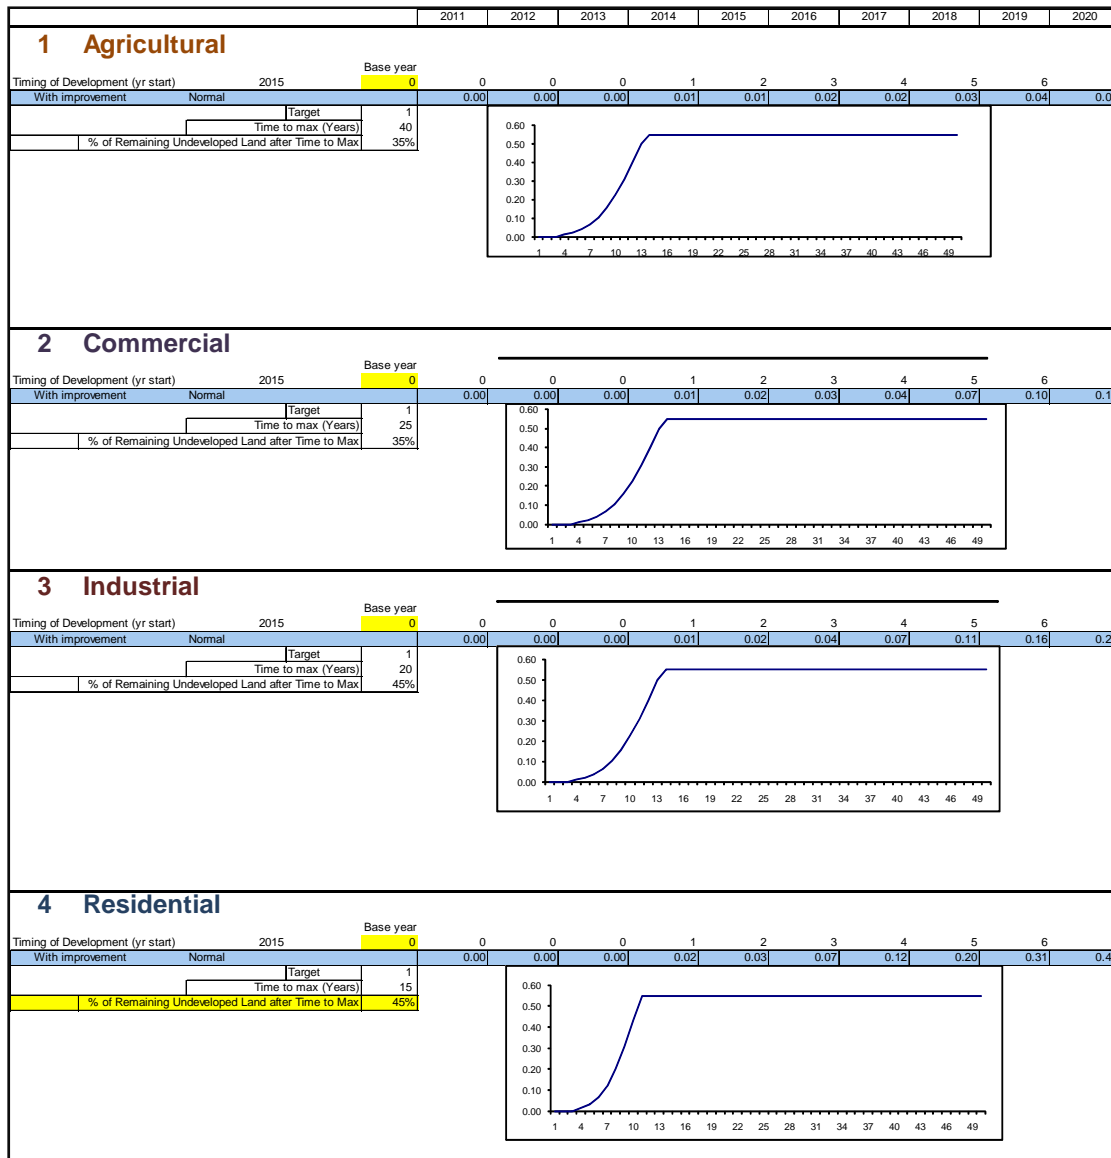 2011 2012 2013 2014 2015 2016 2017 2018 2019 2020
1 Agricultural
Base year
Timing of Development (yr start) 2015 0 0 0 0 1 2 3 4 5 6
With improvement Normal 0.00 0.00 0.00 0.01 0.01 0.02 0.02 0.03 0.04 0.0
Target 1
Time to max (Years) 40
% of Remaining Undeveloped Land after Time to Max 35%
0.60
0.50
0.40
0.30
0.20
0.10
0.00
1 4 7 10 13 16 19 22 25 28 31 34 37 40 43 46 49
2 Commercial
Base year
Timing of Development (yr start) 2015 0 0 0 0 1 2 3 4 5 6
With improvement Normal 0.00 0.00 0.00 0.01 0.02 0.03 0.04 0.07 0.10 0.1
Target 1
Time to max (Years) 25
% of Remaining Undeveloped Land after Time to Max 35%
0.60
0.50
0.40
0.30
0.20
0.10
0.00
1 4 7 10 13 16 19 22 25 28 31 34 37 40 43 46 49
3 Industrial
Base year
Timing of Development (yr start) 2015 0 0 0 0 1 2 3 4 5 6
With improvement Normal 0.00 0.00 0.00 0.01 0.02 0.04 0.07 0.11 0.16 0.2
Target 1
Time to max (Years) 20
% of Remaining Undeveloped Land after Time to Max 45%
0.60
0.50
0.40
0.30
0.20
0.10
0.00
1 4 7 10 13 16 19 22 25 28 31 34 37 40 43 46 49
4 Residential
Base year
Timing of Development (yr start) 2015 0 0 0 0 1 2 3 4 5 6
With improvement Normal 0.00 0.00 0.00 0.02 0.03 0.07 0.12 0.20 0.31 0.4
Target 1
Time to max (Years) 15
% of Remaining Undeveloped Land after Time to Max 45%
0.60
0.50
0.40
0.30
0.20
0.10
0.00
1 4 7 10 13 16 19 22 25 28 31 34 37 40 43 46 49